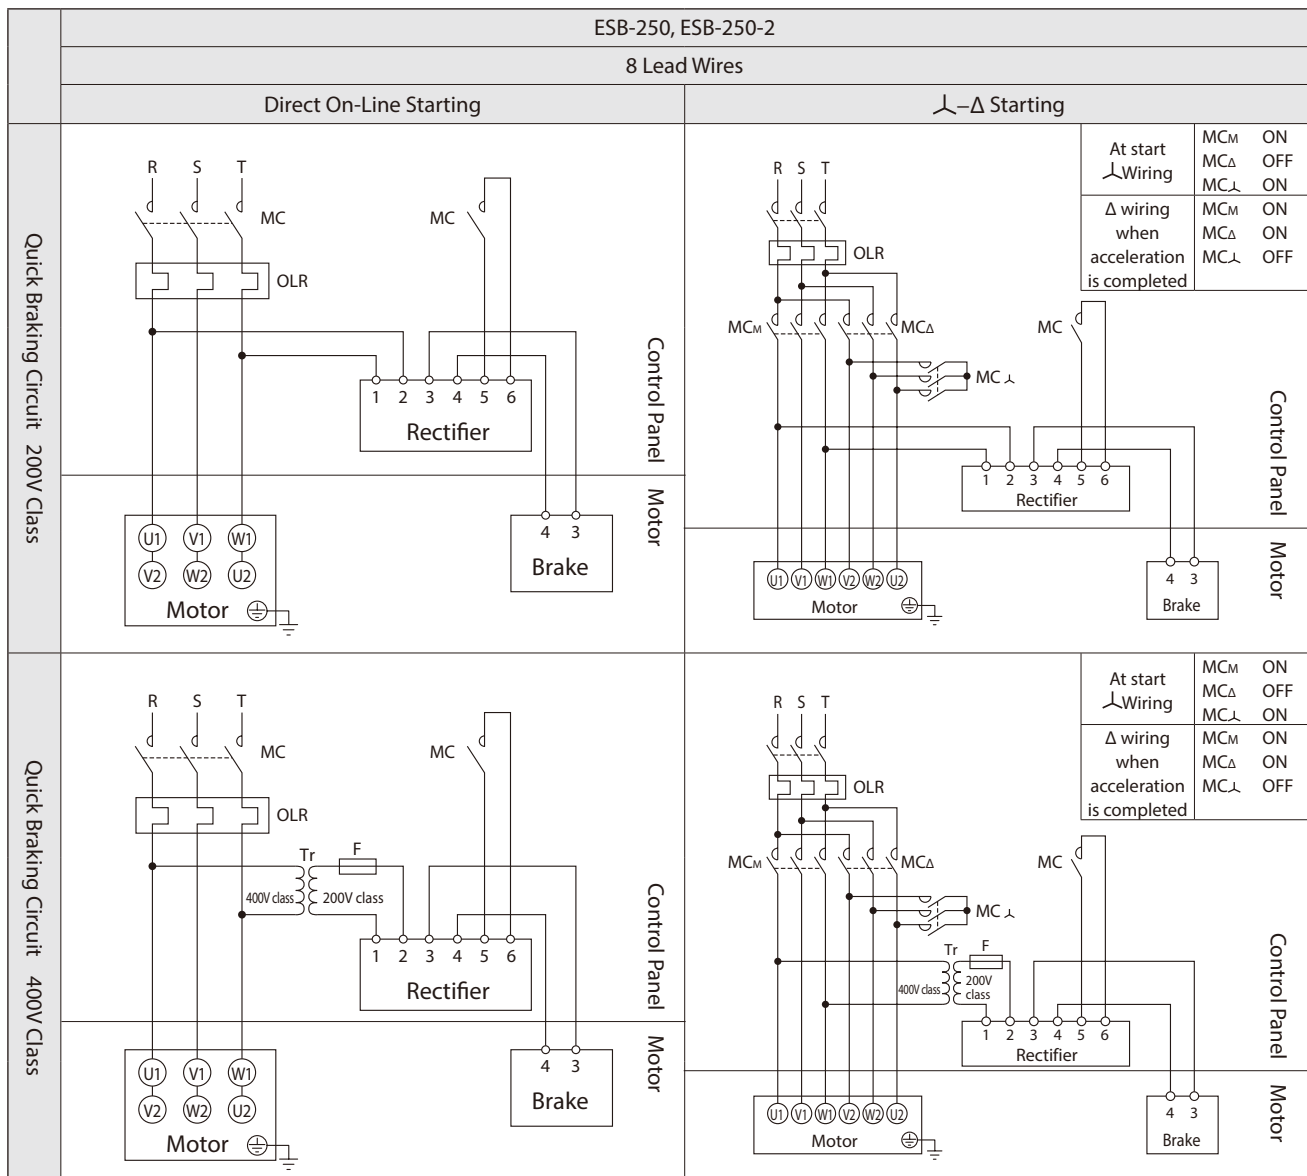 ESB-250, ESB-250-2
8 Lead Wires
Direct On-Line Starting
⅄–Δ Starting
Quick Braking Circuit 200V Class
R S T
MC
MC
OLR
1 2 3 4 5 6
Rectifier
Control Panel
Motor
U1 V1 W1
V2 W2 U2
Motor
4 3
Brake
At start
⅄Wiring
MCM ON
MCΔ OFF
MC⅄ ON
Δ wiring
when
acceleration
is completed
MCM ON
MCΔ ON
MC⅄ OFF
R S T
OLR
MCM
MCΔ
MC
MC⅄
1 2 3 4 5 6
Rectifier
Control Panel
Motor
U1 V1 W1 V2 W2 U2
Motor
4 3
Brake
Quick Braking Circuit 400V Class
R S T
MC
MC
OLR
Tr
F
400V class
200V class
1 2 3 4 5 6
Rectifier
Control Panel
Motor
U1 V1 W1
V2 W2 U2
Motor
4 3
Brake
At start
⅄Wiring
MCM ON
MCΔ OFF
MC⅄ ON
Δ wiring
when
acceleration
is completed
MCM ON
MCΔ ON
MC⅄ OFF
R S T
OLR
MCM
MCΔ
MC
MC⅄
Tr
F
400V class
200V
class
1 2 3 4 5 6
Rectifier
Control Panel
Motor
U1 V1 W1 V2 W2 U2
Motor
4 3
Brake